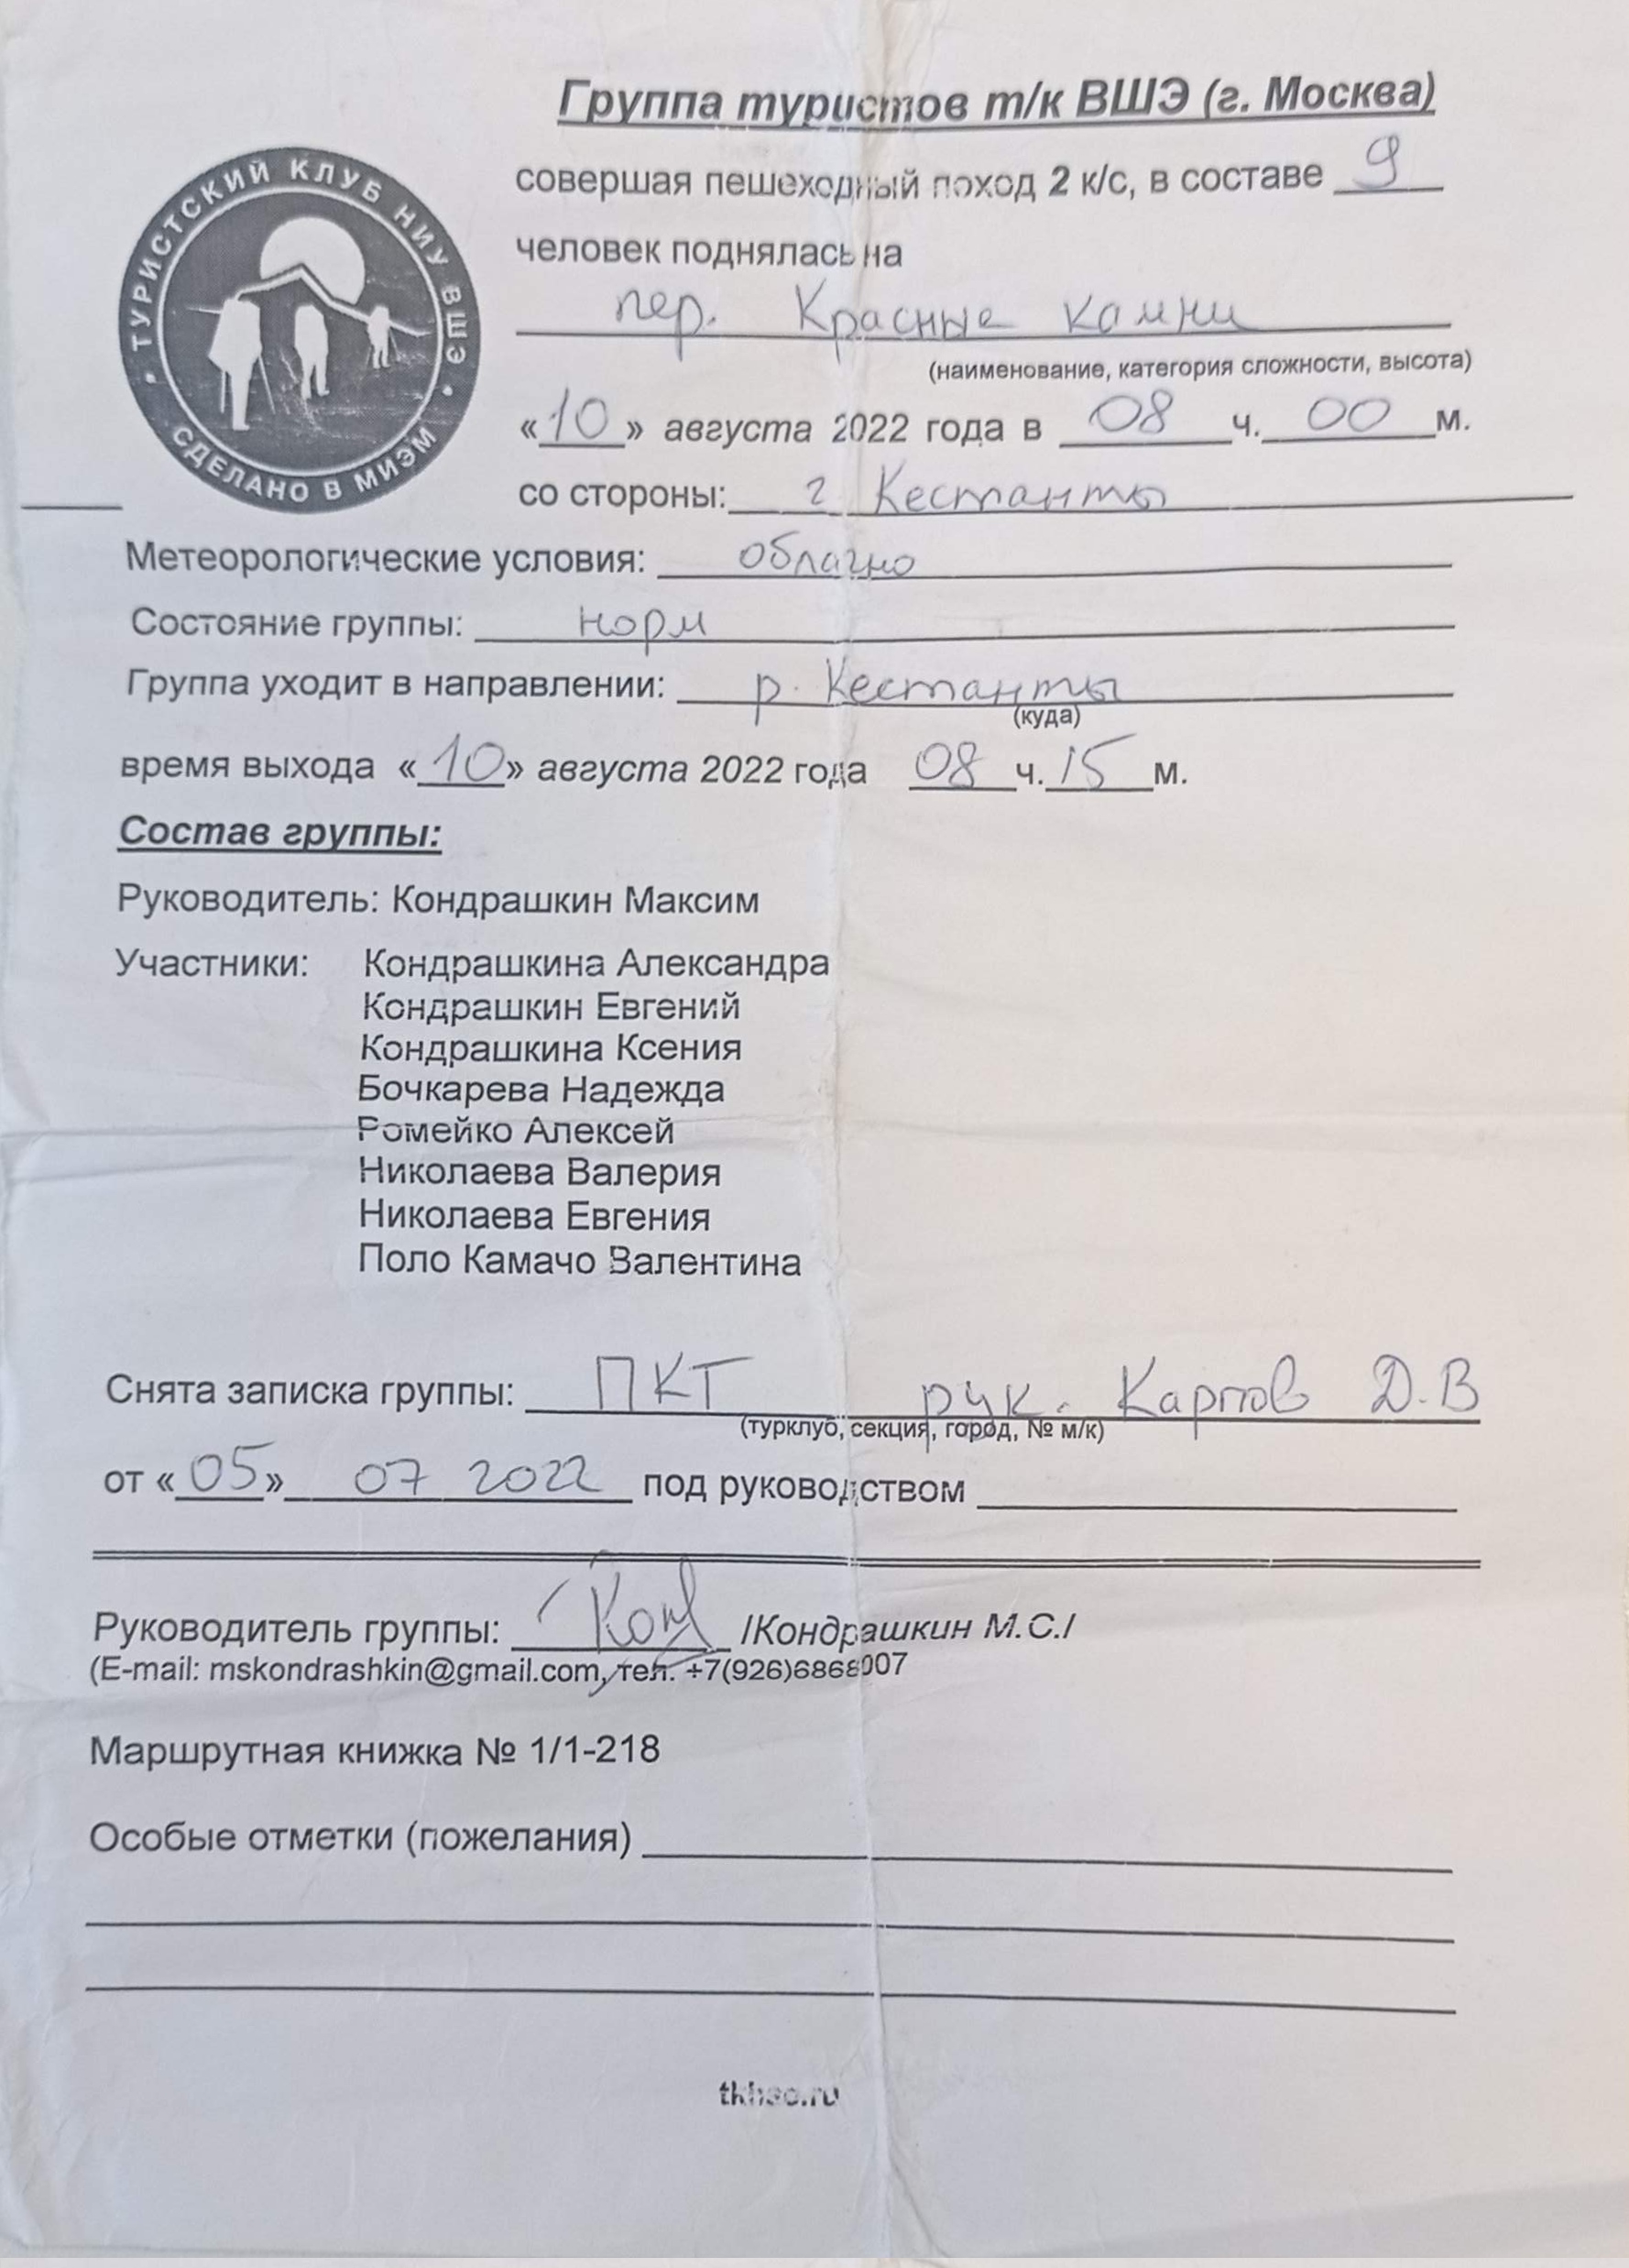 Группа туристов т/к ВШЭ (г. Москва)
ТУРИСТСКИЙ КЛУБ НИУ ВШЭ
СДЕЛАНО В МИЭМ
совершая пешеходный поход 2 к/с, в составе 9
человек поднялась на
пер. Красные камни
(наименование, категория сложности, высота)
«10» августа 2022 года в 08 ч. 00 м.
со стороны: г. Кестанты
Метеорологические условия: облачно
Состояние группы: норм
Группа уходит в направлении: р. Кестанты
(куда)
время выхода «10» августа 2022 года 08 ч. 15 м.
Состав группы:
Руководитель: Кондрашкин Максим
Участники: Кондрашкина Александра
Кондрашкин Евгений
Кондрашкина Ксения
Бочкарева Надежда
Ромейко Алексей
Николаева Валерия
Николаева Евгения
Поло Камачо Валентина
Снята записка группы: ПКТ рук. Карпов Д.В
(турклуб, секция, город, № м/к)
от «05» 07 2022 под руководством
Руководитель группы: /Кондрашкин М.С./
(E-mail: mskondrashkin@gmail.com, тел. +7(926)6868007
Маршрутная книжка № 1/1-218
Особые отметки (пожелания)
tkhse.ru